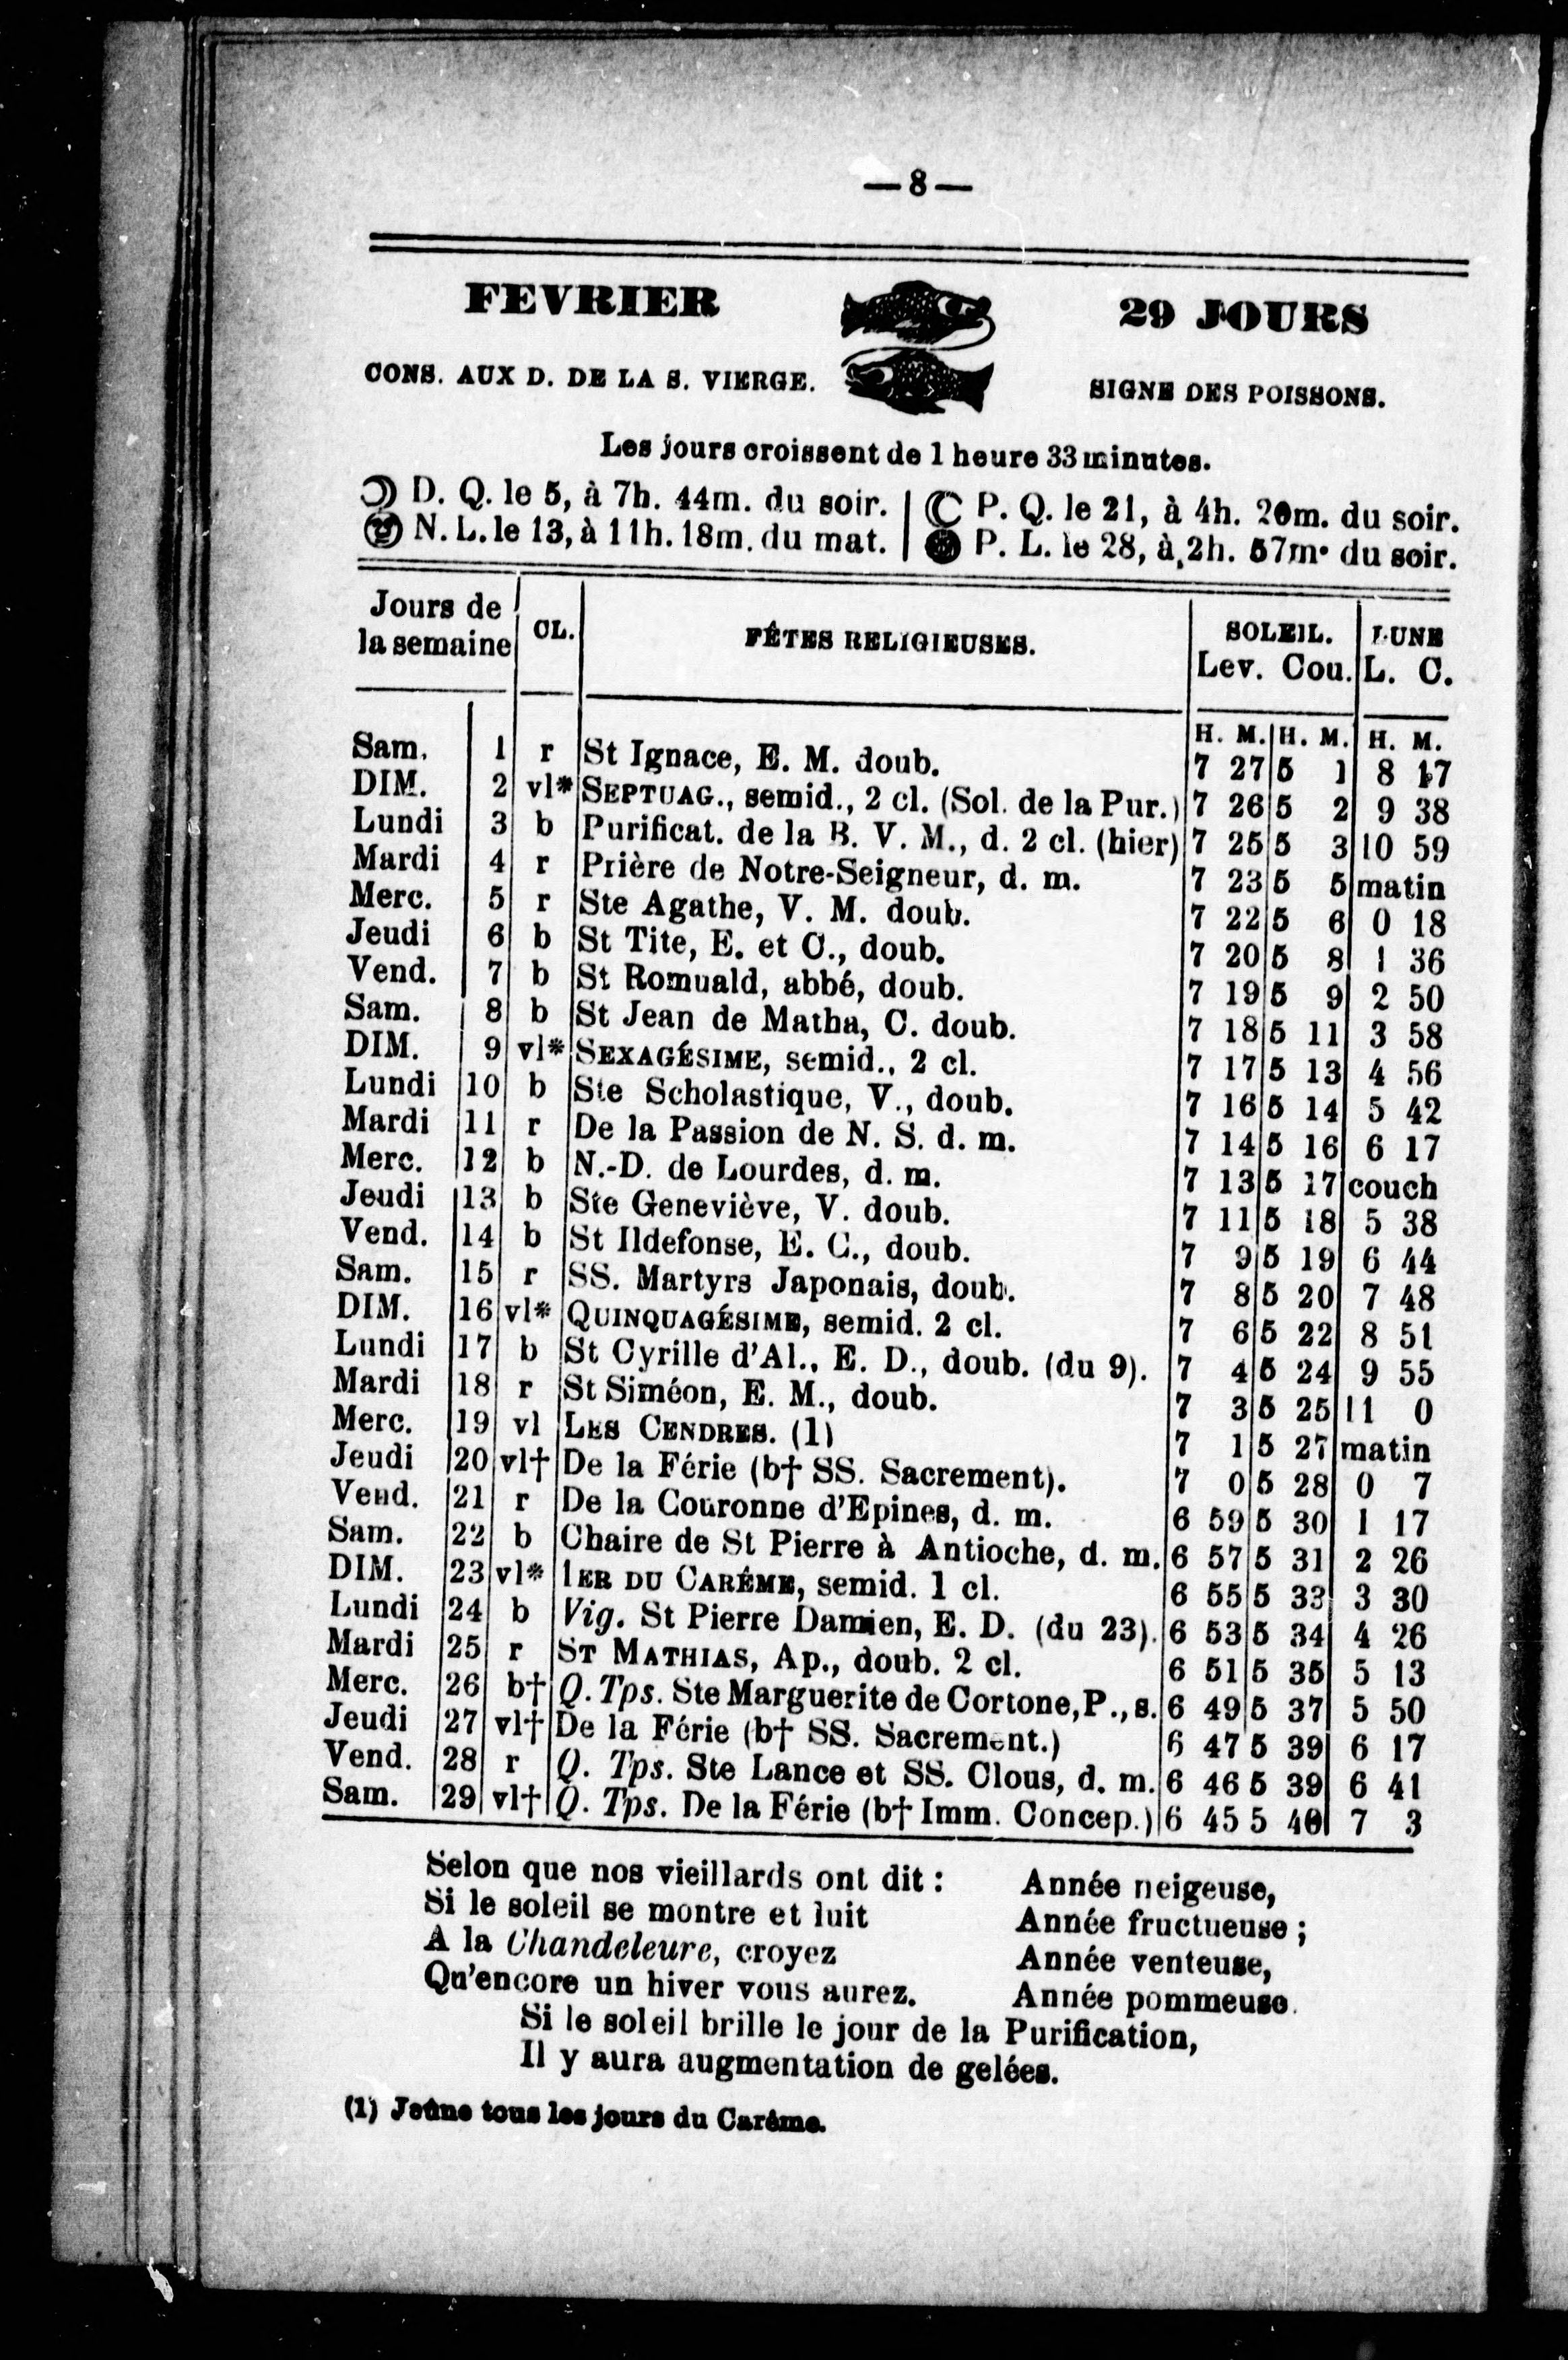 — 8 —
FEVRIER 29 JOURS
CONS. AUX D. DE LA S. VIERGE. SIGNE DES POISSONS.
Les jours croissent de 1 heure 33 minutes.
D. Q. le 5, à 7h. 44m. du soir. | P. Q. le 21, à 4h. 20m. du soir.
N. L. le 13, à 11h. 18m. du mat. | P. L. le 28, à 2h. 57m. du soir.
Jours de la semaine CL. FÊTES RELIGIEUSES. SOLEIL. LUNE
Lev. Cou. L. C.
H. M. H. M. H. M.
Sam. 1 r St Ignace, E. M. doub. 7 27 5 1 8 17
DIM. 2 vl* SEPTUAG., semid., 2 cl. (Sol. de la Pur.) 7 26 5 2 9 38
Lundi 3 b Purificat. de la B. V. M., d. 2 cl. (hier) 7 25 5 3 10 59
Mardi 4 r Prière de Notre-Seigneur, d. m. 7 23 5 5 matin
Merc. 5 r Ste Agathe, V. M. doub. 7 22 5 6 0 18
Jeudi 6 b St Tite, E. et C., doub. 7 20 5 8 1 36
Vend. 7 b St Romuald, abbé, doub. 7 19 5 9 2 50
Sam. 8 b St Jean de Matha, C. doub. 7 18 5 11 3 58
DIM. 9 vl* SEXAGÉSIME, semid., 2 cl. 7 17 5 13 4 56
Lundi 10 b Ste Scholastique, V., doub. 7 16 5 14 5 42
Mardi 11 r De la Passion de N. S. d. m. 7 14 5 16 6 17
Merc. 12 b N.-D. de Lourdes, d. m. 7 13 5 17 couch
Jeudi 13 b Ste Geneviève, V. doub. 7 11 5 18 5 38
Vend. 14 b St Ildefonse, E. C., doub. 7 9 5 19 6 44
Sam. 15 r SS. Martyrs Japonais, doub. 7 8 5 20 7 48
DIM. 16 vl* QUINQUAGÉSIME, semid. 2 cl. 7 6 5 22 8 51
Lundi 17 b St Cyrille d'Al., E. D., doub. (du 9). 7 4 5 24 9 55
Mardi 18 r St Siméon, E. M., doub. 7 3 5 25 11 0
Merc. 19 vl LES CENDRES. (1) 7 1 5 27 matin
Jeudi 20 vl† De la Férie (b† SS. Sacrement). 7 0 5 28 0 7
Vend. 21 r De la Couronne d'Epines, d. m. 6 59 5 30 1 17
Sam. 22 b Chaire de St Pierre à Antioche, d. m. 6 57 5 31 2 26
DIM. 23 vl* 1ER DU CARÊME, semid. 1 cl. 6 55 5 33 3 30
Lundi 24 b Vig. St Pierre Damien, E. D. (du 23). 6 53 5 34 4 26
Mardi 25 r ST MATHIAS, Ap., doub. 2 cl. 6 51 5 35 5 13
Merc. 26 b† Q. Tps. Ste Marguerite de Cortone, P., s. 6 49 5 37 5 50
Jeudi 27 vl† De la Férie (b† SS. Sacrement.) 6 47 5 39 6 17
Vend. 28 r Q. Tps. Ste Lance et SS. Clous, d. m. 6 46 5 39 6 41
Sam. 29 vl† Q. Tps. De la Férie (b† Imm. Concep.) 6 45 5 40 7 3
Selon que nos vieillards ont dit :
Si le soleil se montre et luit
A la Chandeleure, croyez
Qu'encore un hiver vous aurez.
Année neigeuse,
Année fructueuse ;
Année venteuse,
Année pommeuse.
Si le soleil brille le jour de la Purification,
Il y aura augmentation de gelées.
(1) Jeûne tous les jours du Carême.